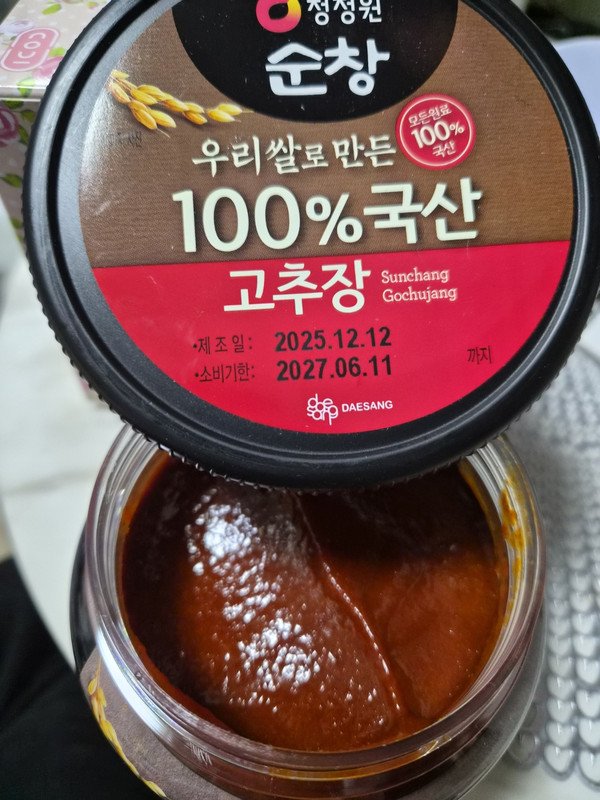 청정원
순창
우리쌀로 만든
모든원료
100%
국산
100%국산
고추장
Sunchang
Gochujang
•제조일: 2025.12.12
•소비기한: 2027.06.11 까지
daesang DAESANG